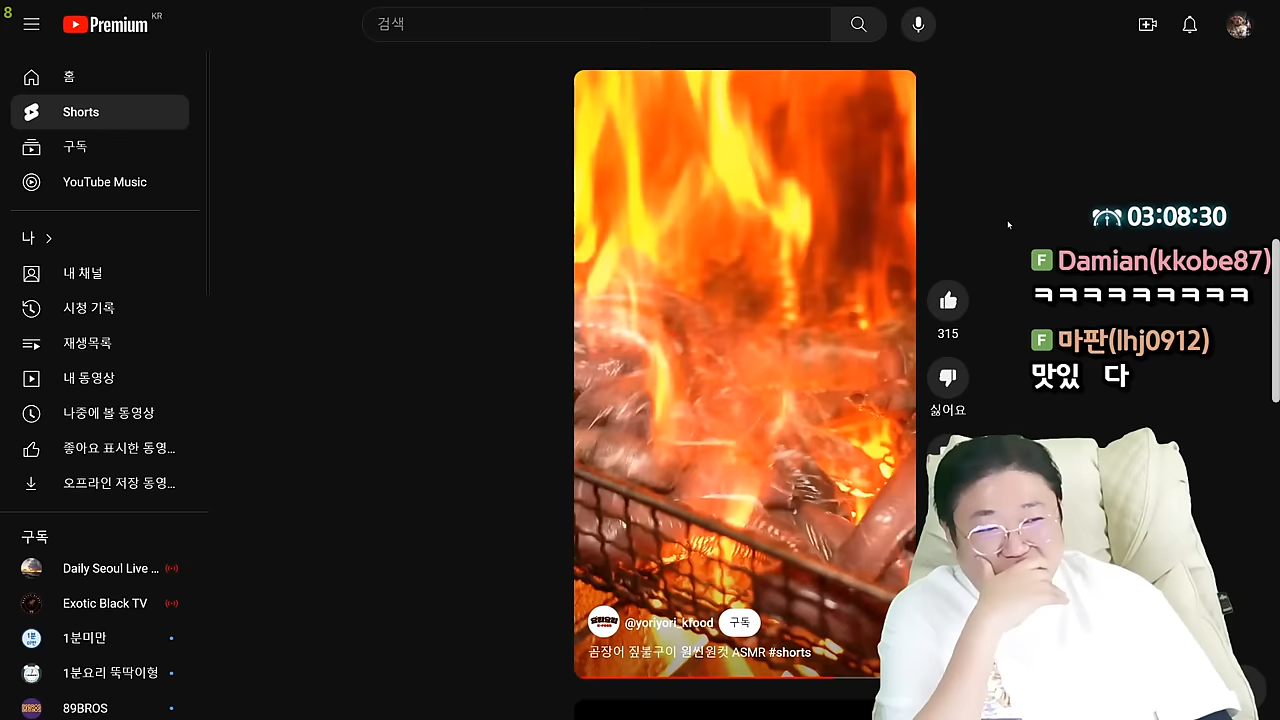 8
Premium KR
검색
홈
Shorts
구독
YouTube Music
나
내 채널
시청 기록
재생목록
내 동영상
나중에 볼 동영상
좋아요 표시한 동영...
오프라인 저장 동영...
구독
Daily Seoul Live ...
Exotic Black TV
1분미만
1분요리 뚝딱이형
89BROS
@yoriyori_kfood
구독
곰장어 짚불구이 원씬원컷 ASMR #shorts
315
싫어요
03:08:30
F Damian(kkobe87)
ㅋㅋㅋㅋㅋㅋㅋㅋㅋ
F 마판(lhj0912)
맛있 다